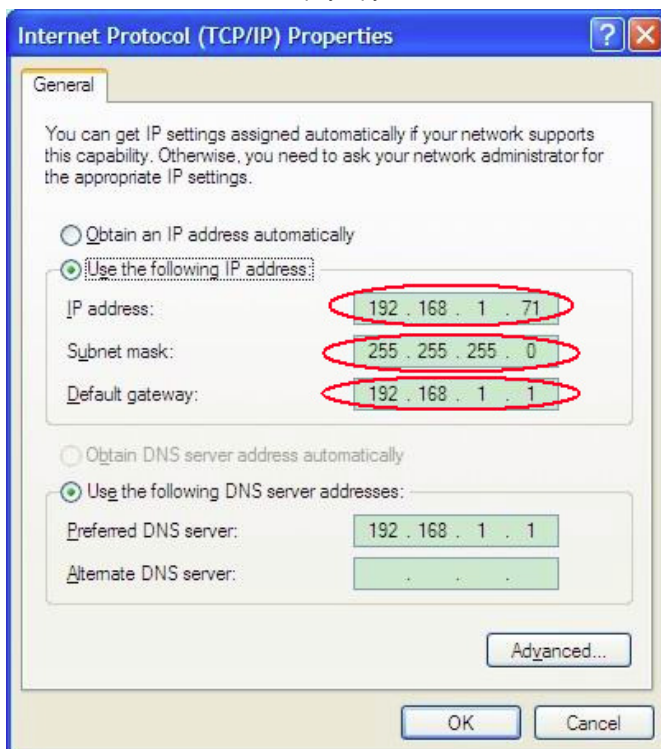 Internet Protocol (TCP/IP) Properties
General
You can get IP settings assigned automatically if your network supports
this capability. Otherwise, you need to ask your network administrator for
the appropriate IP settings.
Obtain an IP address automatically
Use the following IP address:
IP address: 192 . 168 . 1 . 71
Subnet mask: 255 . 255 . 255 . 0
Default gateway: 192 . 168 . 1 . 1
Obtain DNS server address automatically
Use the following DNS server addresses:
Preferred DNS server: 192 . 168 . 1 . 1
Alternate DNS server: . . .
Advanced...
OK Cancel